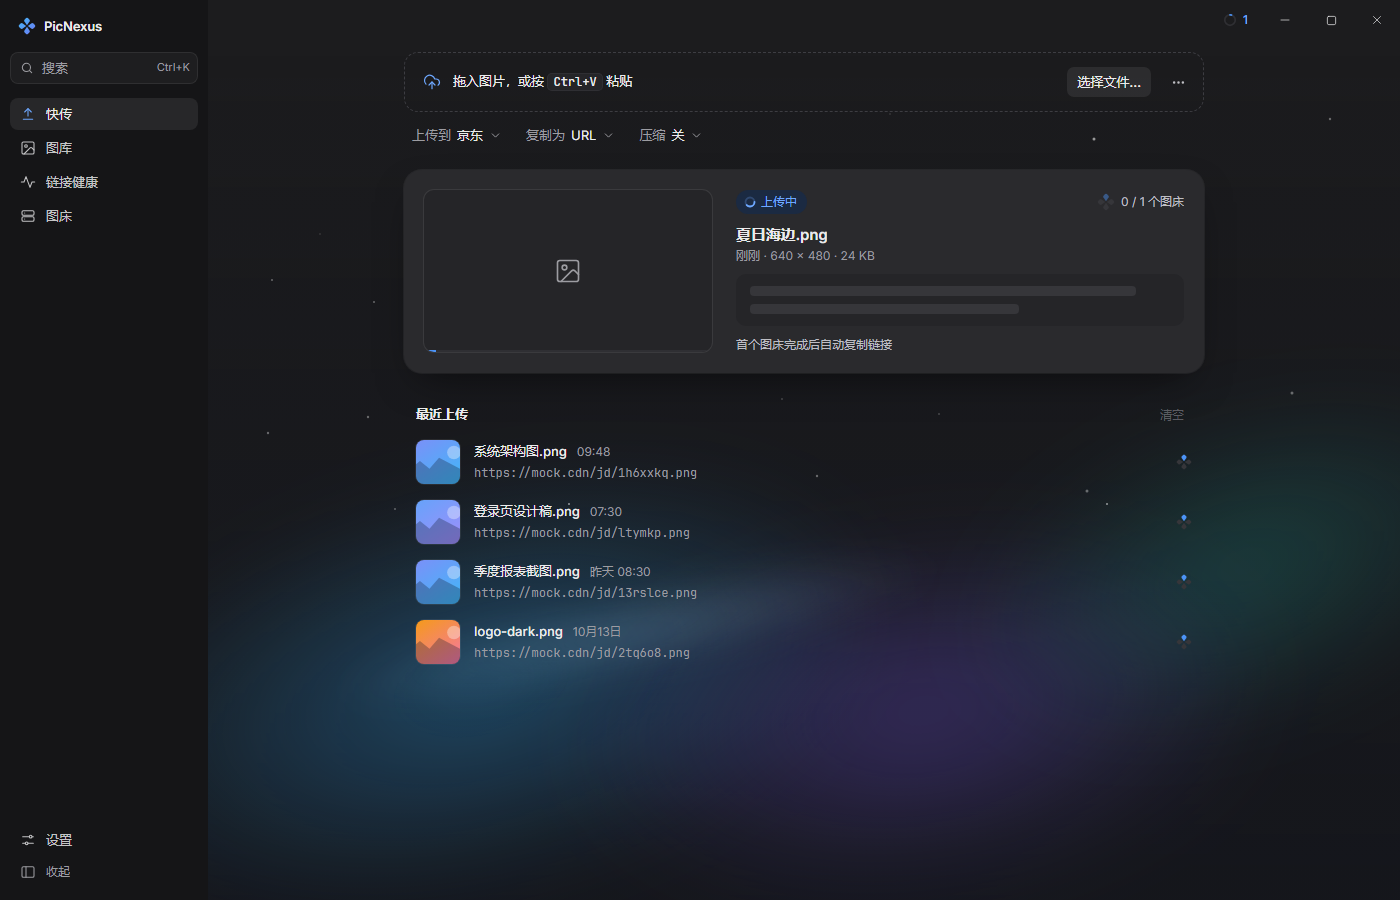 PicNexus
搜索 Ctrl+K
快传
图库
链接健康
图床
设置
收起
1
拖入图片，或按 Ctrl+V 粘贴
选择文件...
上传到 京东
复制为 URL
压缩 关
上传中
0 / 1 个图床
夏日海边.png
刚刚 · 640 × 480 · 24 KB
首个图床完成后自动复制链接
最近上传
清空
系统架构图.png 09:48
https://mock.cdn/jd/1h6xxkq.png
登录页设计稿.png 07:30
https://mock.cdn/jd/ltymkp.png
季度报表截图.png 昨天 08:30
https://mock.cdn/jd/13rslce.png
logo-dark.png 10月13日
https://mock.cdn/jd/2tq6o8.png